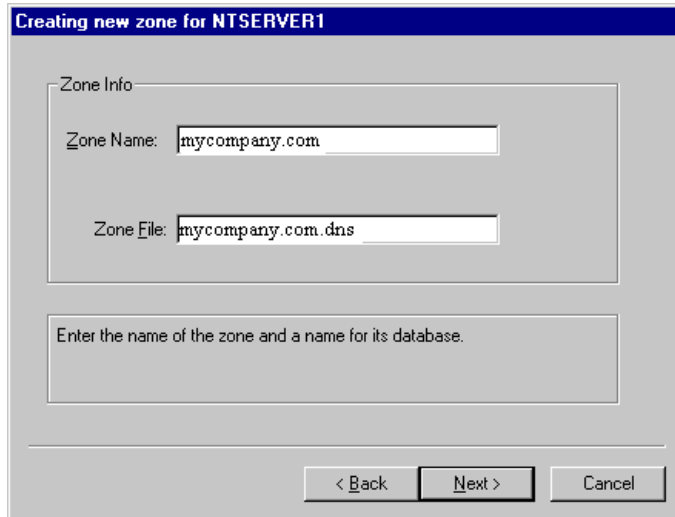 Creating new zone for NTSERVER1
Zone Info
Zone Name: mycompany.com
Zone File: mycompany.com.dns
Enter the name of the zone and a name for its database.
< Back Next > Cancel